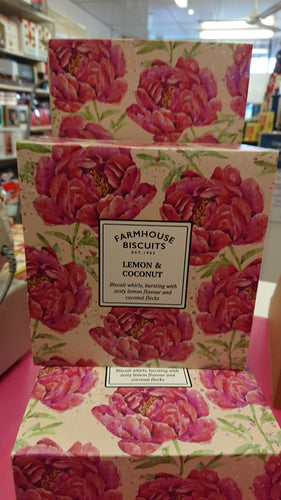 FARMHOUSE
BISCUITS
EST. 1962
LEMON &
COCONUT
Biscuit whirls, bursting with
zesty lemon flavour and
coconut flecks
Biscuit whirls, bursting with
zesty lemon flavour and
coconut flecks